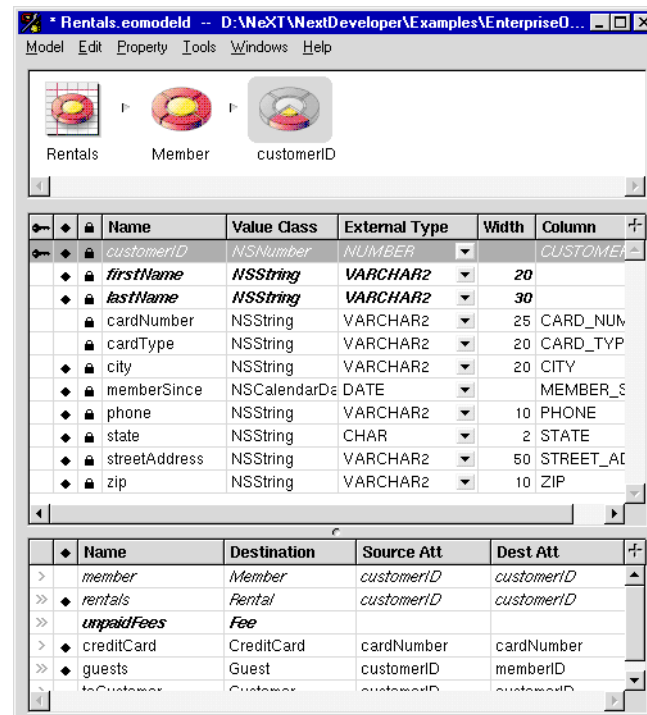 * Rentals.eomodeld -- D:\NeXT\NextDeveloper\Examples\EnterpriseO...
Model Edit Property Tools Windows Help
Rentals Member customerID
Name Value Class External Type Width Column
customerID NSNumber NUMBER CUSTOMER
firstName NSString VARCHAR2 20
lastName NSString VARCHAR2 30
cardNumber NSString VARCHAR2 25 CARD_NUM
cardType NSString VARCHAR2 20 CARD_TYP
city NSString VARCHAR2 20 CITY
memberSince NSCalendarDa DATE MEMBER_S
phone NSString VARCHAR2 10 PHONE
state NSString CHAR 2 STATE
streetAddress NSString VARCHAR2 50 STREET_AD
zip NSString VARCHAR2 10 ZIP
Name Destination Source Att Dest Att
member Member customerID customerID
rentals Rental customerID customerID
unpaidFees Fee
creditCard CreditCard cardNumber cardNumber
guests Guest customerID memberID
toCustomer Customer customerID customerID